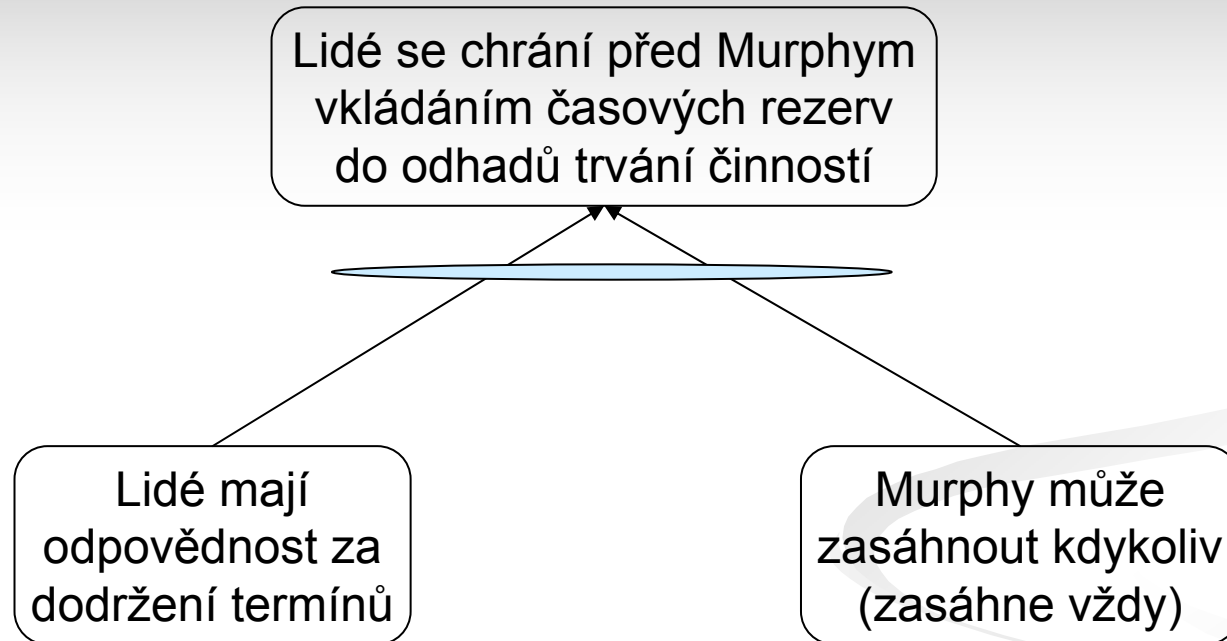 Lidé se chrání před Murphym
vkládáním časových rezerv
do odhadů trvání činností
Lidé mají
odpovědnost za
dodržení termínů
Murphy může
zasáhnout kdykoliv
(zasáhne vždy)